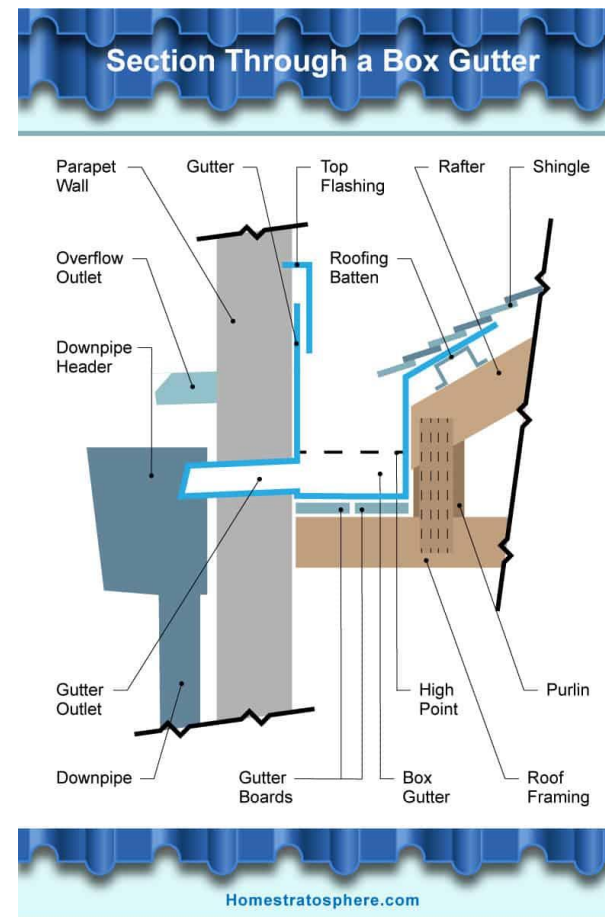 Section Through a Box Gutter
Parapet
Wall
Gutter
Top
Flashing
Rafter
Shingle
Overflow
Outlet
Roofing
Batten
Downpipe
Header
Gutter
Outlet
High
Point
Purlin
Downpipe
Gutter
Boards
Box
Gutter
Roof
Framing
Homestratosphere.com